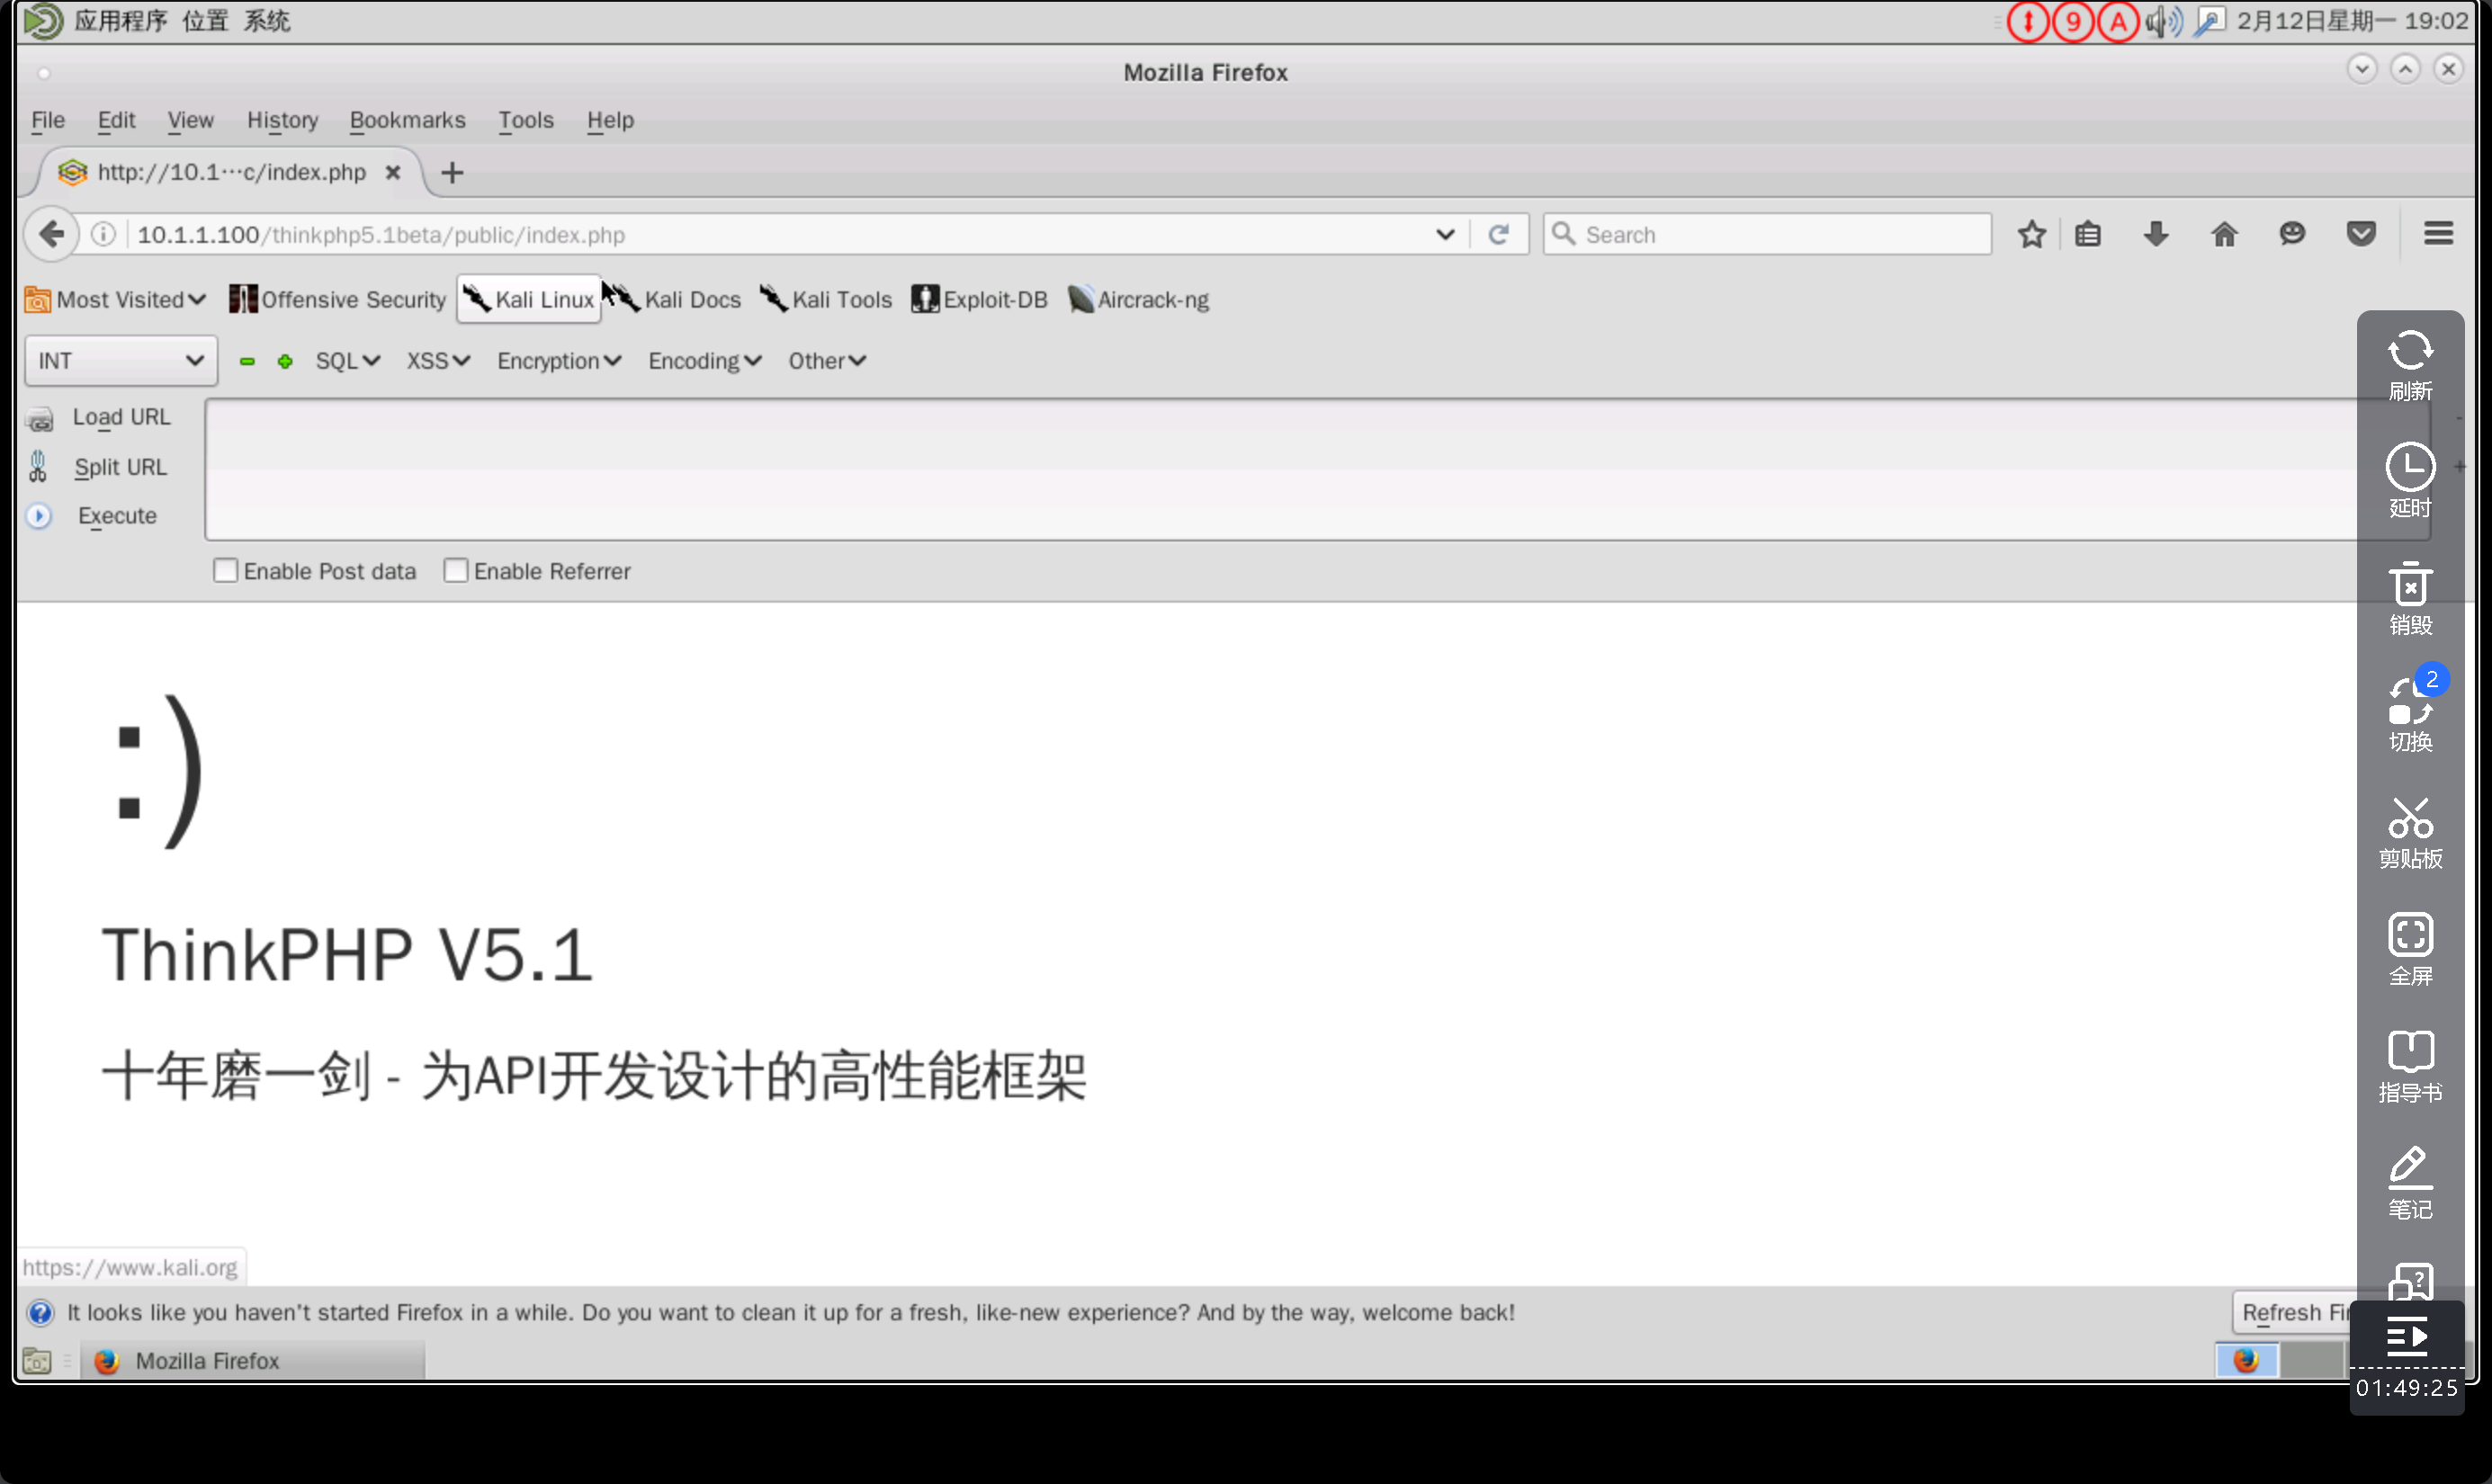 应用程序 位置 系统
9 A 2月12日星期一 19:02
Mozilla Firefox
File Edit View History Bookmarks Tools Help
http://10.1···c/index.php
10.1.1.100/thinkphp5.1beta/public/index.php
Search
Most Visited Offensive Security Kali Linux Kali Docs Kali Tools Exploit-DB Aircrack-ng
INT SQL XSS Encryption Encoding Other
Load URL
Split URL
Execute
Enable Post data Enable Referrer
:)
ThinkPHP V5.1
十年磨一剑 - 为API开发设计的高性能框架
https://www.kali.org
It looks like you haven't started Firefox in a while. Do you want to clean it up for a fresh, like-new experience? And by the way, welcome back!
Refresh Fi
Mozilla Firefox
刷新
延时
销毁
2
切换
剪贴板
全屏
指导书
笔记
01:49:25